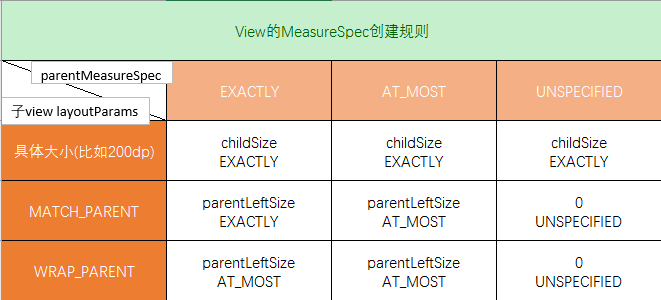 View的MeasureSpec创建规则
parentMeasureSpec
子view layoutParams
EXACTLY
AT_MOST
UNSPECIFIED
具体大小(比如200dp)
childSize
EXACTLY
childSize
EXACTLY
childSize
EXACTLY
MATCH_PARENT
parentLeftSize
EXACTLY
parentLeftSize
AT_MOST
0
UNSPECIFIED
WRAP_PARENT
parentLeftSize
AT_MOST
parentLeftSize
AT_MOST
0
UNSPECIFIED